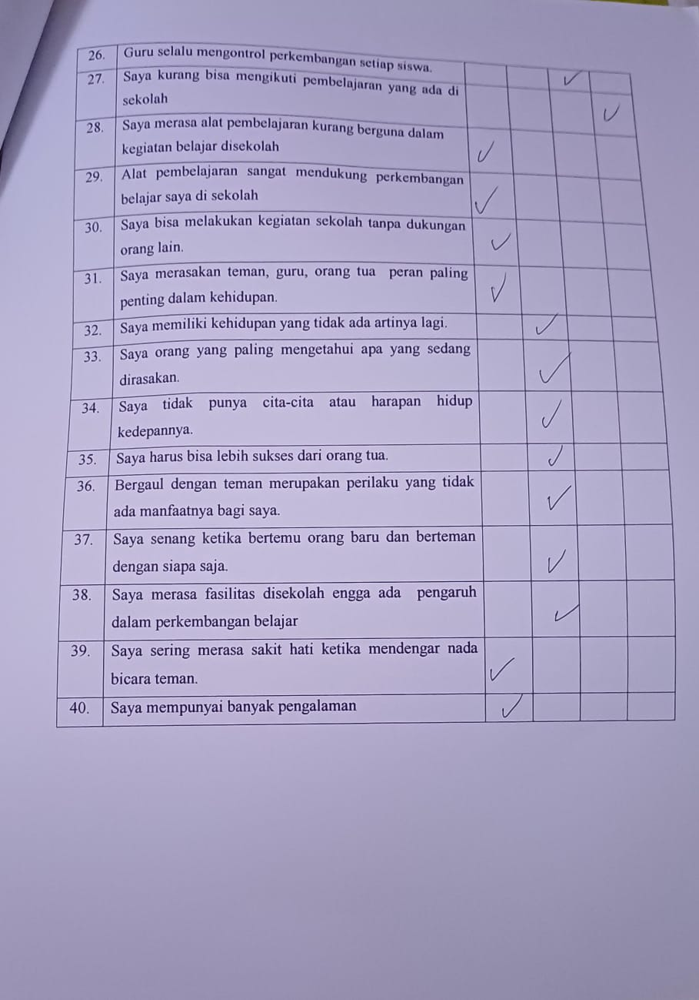 26. Guru selalu mengontrol perkembangan setiap siswa.
27. Saya kurang bisa mengikuti pembelajaran yang ada di
sekolah
28. Saya merasa alat pembelajaran kurang berguna dalam
kegiatan belajar disekolah
29. Alat pembelajaran sangat mendukung perkembangan
belajar saya di sekolah
30. Saya bisa melakukan kegiatan sekolah tanpa dukungan
orang lain.
31. Saya merasakan teman, guru, orang tua peran paling
penting dalam kehidupan.
32. Saya memiliki kehidupan yang tidak ada artinya lagi.
33. Saya orang yang paling mengetahui apa yang sedang
dirasakan.
34. Saya tidak punya cita-cita atau harapan hidup
kedepannya.
35. Saya harus bisa lebih sukses dari orang tua.
36. Bergaul dengan teman merupakan perilaku yang tidak
ada manfaatnya bagi saya.
37. Saya senang ketika bertemu orang baru dan berteman
dengan siapa saja.
38. Saya merasa fasilitas disekolah engga ada pengaruh
dalam perkembangan belajar
39. Saya sering merasa sakit hati ketika mendengar nada
bicara teman.
40. Saya mempunyai banyak pengalaman